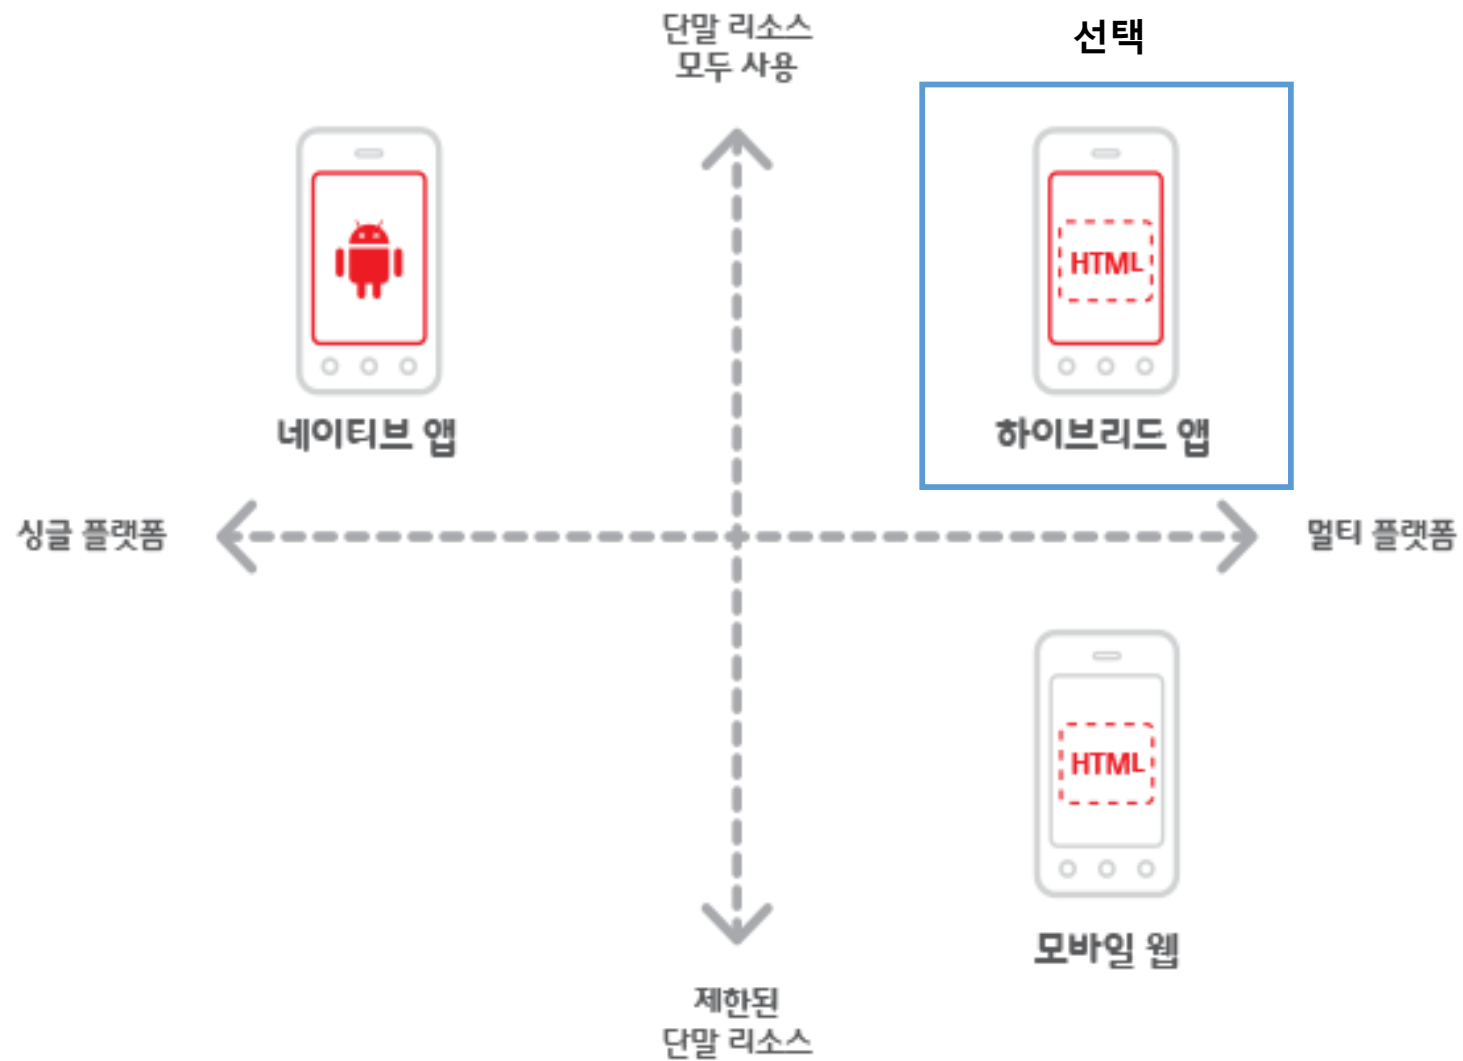 단말 리소스
모두 사용
선택
HTML
네이티브 앱
하이브리드 앱
싱글 플랫폼
멀티 플랫폼
HTML
모바일 웹
제한된
단말 리소스